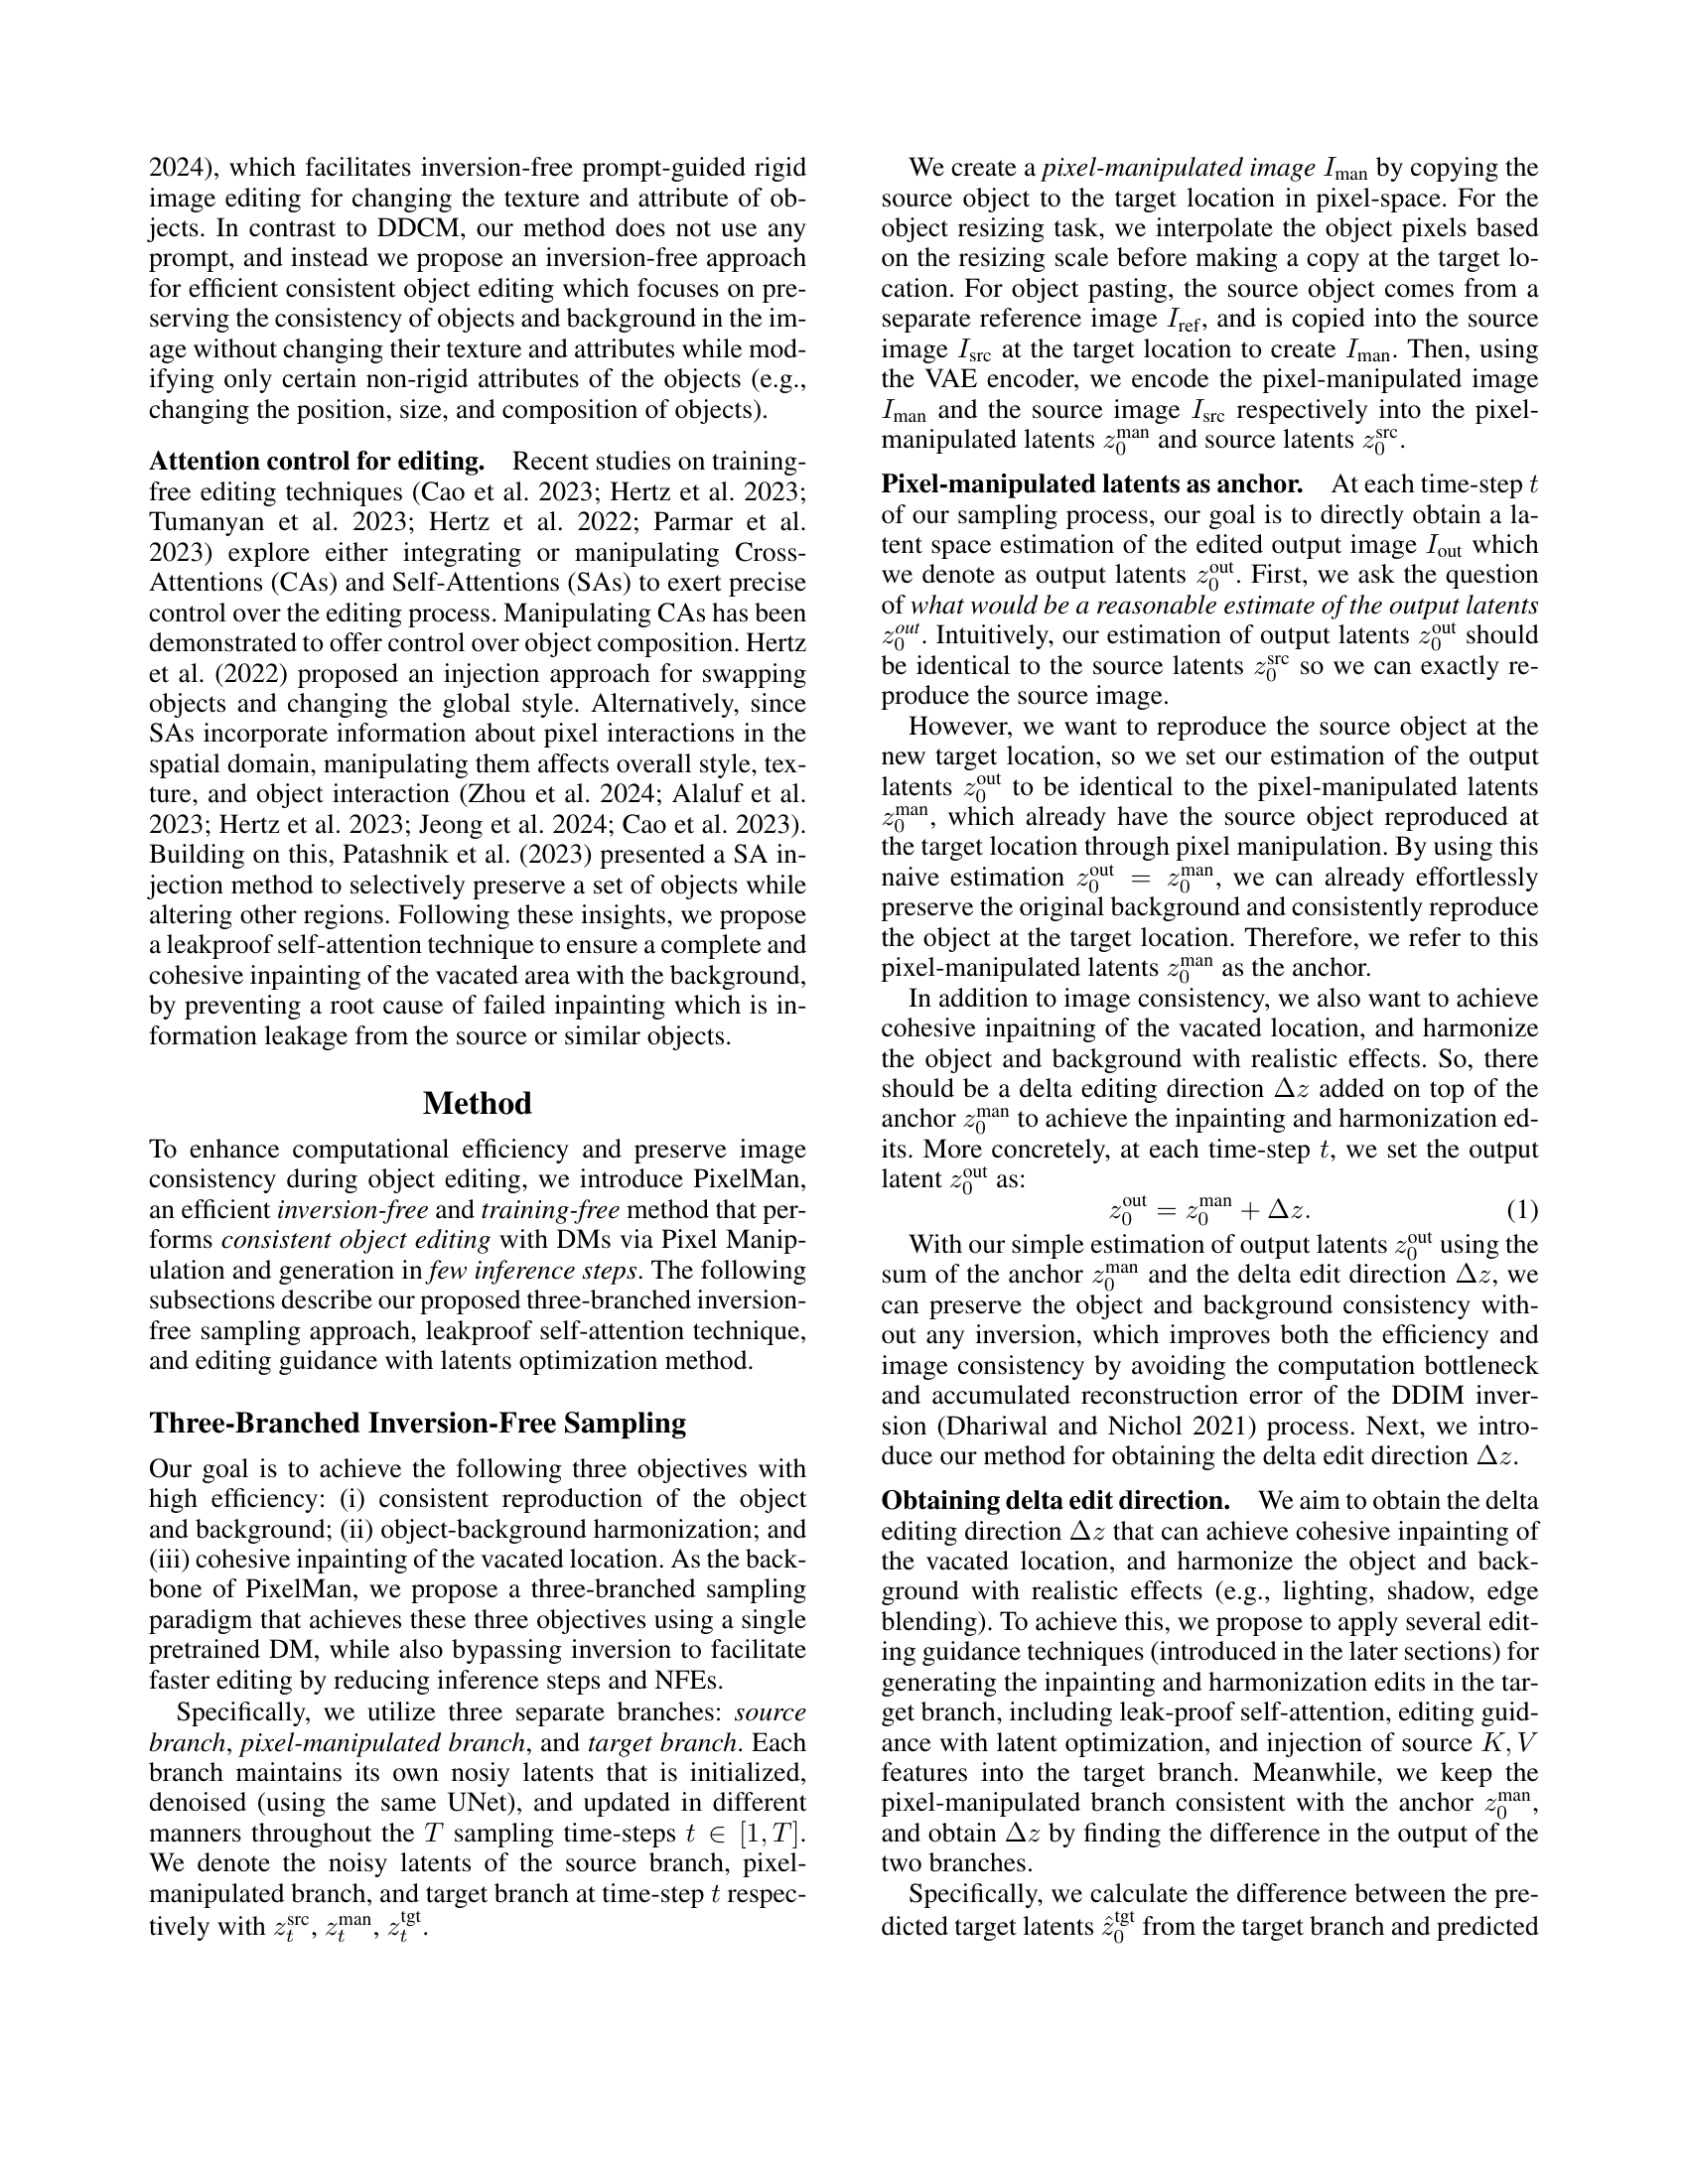 2024), which facilitates inversion-free prompt-guided rigid
image editing for changing the texture and attribute of ob-
jects. In contrast to DDCM, our method does not use any
prompt, and instead we propose an inversion-free approach
for efficient consistent object editing which focuses on pre-
serving the consistency of objects and background in the im-
age without changing their texture and attributes while mod-
ifying only certain non-rigid attributes of the objects (e.g.,
changing the position, size, and composition of objects).
Attention control for editing. Recent studies on training-
free editing techniques (Cao et al. 2023; Hertz et al. 2023;
Tumanyan et al. 2023; Hertz et al. 2022; Parmar et al.
2023) explore either integrating or manipulating Cross-
Attentions (CAs) and Self-Attentions (SAs) to exert precise
control over the editing process. Manipulating CAs has been
demonstrated to offer control over object composition. Hertz
et al. (2022) proposed an injection approach for swapping
objects and changing the global style. Alternatively, since
SAs incorporate information about pixel interactions in the
spatial domain, manipulating them affects overall style, tex-
ture, and object interaction (Zhou et al. 2024; Alaluf et al.
2023; Hertz et al. 2023; Jeong et al. 2024; Cao et al. 2023).
Building on this, Patashnik et al. (2023) presented a SA in-
jection method to selectively preserve a set of objects while
altering other regions. Following these insights, we propose
a leakproof self-attention technique to ensure a complete and
cohesive inpainting of the vacated area with the background,
by preventing a root cause of failed inpainting which is in-
formation leakage from the source or similar objects.
Method
To enhance computational efficiency and preserve image
consistency during object editing, we introduce PixelMan,
an efficient inversion-free and training-free method that per-
forms consistent object editing with DMs via Pixel Manip-
ulation and generation in few inference steps. The following
subsections describe our proposed three-branched inversion-
free sampling approach, leakproof self-attention technique,
and editing guidance with latents optimization method.
Three-Branched Inversion-Free Sampling
Our goal is to achieve the following three objectives with
high efficiency: (i) consistent reproduction of the object
and background; (ii) object-background harmonization; and
(iii) cohesive inpainting of the vacated location. As the back-
bone of PixelMan, we propose a three-branched sampling
paradigm that achieves these three objectives using a single
pretrained DM, while also bypassing inversion to facilitate
faster editing by reducing inference steps and NFEs.
Specifically, we utilize three separate branches: source
branch, pixel-manipulated branch, and target branch. Each
branch maintains its own nosiy latents that is initialized,
denoised (using the same UNet), and updated in different
manners throughout the $T$ sampling time-steps $t \in [1, T]$.
We denote the noisy latents of the source branch, pixel-
manipulated branch, and target branch at time-step $t$ respec-
tively with $z_t^{\text{src}}$, $z_t^{\text{man}}$, $z_t^{\text{tgt}}$.
We create a pixel-manipulated image $I_{\text{man}}$ by copying the
source object to the target location in pixel-space. For the
object resizing task, we interpolate the object pixels based
on the resizing scale before making a copy at the target lo-
cation. For object pasting, the source object comes from a
separate reference image $I_{\text{ref}}$, and is copied into the source
image $I_{\text{src}}$ at the target location to create $I_{\text{man}}$. Then, using
the VAE encoder, we encode the pixel-manipulated image
$I_{\text{man}}$ and the source image $I_{\text{src}}$ respectively into the pixel-
manipulated latents $z_0^{\text{man}}$ and source latents $z_0^{\text{src}}$.
Pixel-manipulated latents as anchor. At each time-step $t$
of our sampling process, our goal is to directly obtain a la-
tent space estimation of the edited output image $I_{\text{out}}$ which
we denote as output latents $z_0^{\text{out}}$. First, we ask the question
of what would be a reasonable estimate of the output latents
$z_0^{out}$. Intuitively, our estimation of output latents $z_0^{\text{out}}$ should
be identical to the source latents $z_0^{\text{src}}$ so we can exactly re-
produce the source image.
However, we want to reproduce the source object at the
new target location, so we set our estimation of the output
latents $z_0^{\text{out}}$ to be identical to the pixel-manipulated latents
$z_0^{\text{man}}$, which already have the source object reproduced at
the target location through pixel manipulation. By using this
naive estimation $z_0^{\text{out}} = z_0^{\text{man}}$, we can already effortlessly
preserve the original background and consistently reproduce
the object at the target location. Therefore, we refer to this
pixel-manipulated latents $z_0^{\text{man}}$ as the anchor.
In addition to image consistency, we also want to achieve
cohesive inpaitning of the vacated location, and harmonize
the object and background with realistic effects. So, there
should be a delta editing direction $\Delta z$ added on top of the
anchor $z_0^{\text{man}}$ to achieve the inpainting and harmonization ed-
its. More concretely, at each time-step $t$, we set the output
latent $z_0^{\text{out}}$ as:
$z_0^{\text{out}} = z_0^{\text{man}} + \Delta z.$ (1)
With our simple estimation of output latents $z_0^{\text{out}}$ using the
sum of the anchor $z_0^{\text{man}}$ and the delta edit direction $\Delta z$, we
can preserve the object and background consistency with-
out any inversion, which improves both the efficiency and
image consistency by avoiding the computation bottleneck
and accumulated reconstruction error of the DDIM inver-
sion (Dhariwal and Nichol 2021) process. Next, we intro-
duce our method for obtaining the delta edit direction $\Delta z$.
Obtaining delta edit direction. We aim to obtain the delta
editing direction $\Delta z$ that can achieve cohesive inpainting of
the vacated location, and harmonize the object and back-
ground with realistic effects (e.g., lighting, shadow, edge
blending). To achieve this, we propose to apply several edit-
ing guidance techniques (introduced in the later sections) for
generating the inpainting and harmonization edits in the tar-
get branch, including leak-proof self-attention, editing guid-
ance with latent optimization, and injection of source $K, V$
features into the target branch. Meanwhile, we keep the
pixel-manipulated branch consistent with the anchor $z_0^{\text{man}}$,
and obtain $\Delta z$ by finding the difference in the output of the
two branches.
Specifically, we calculate the difference between the pre-
dicted target latents $\hat{z}_0^{\text{tgt}}$ from the target branch and predicted